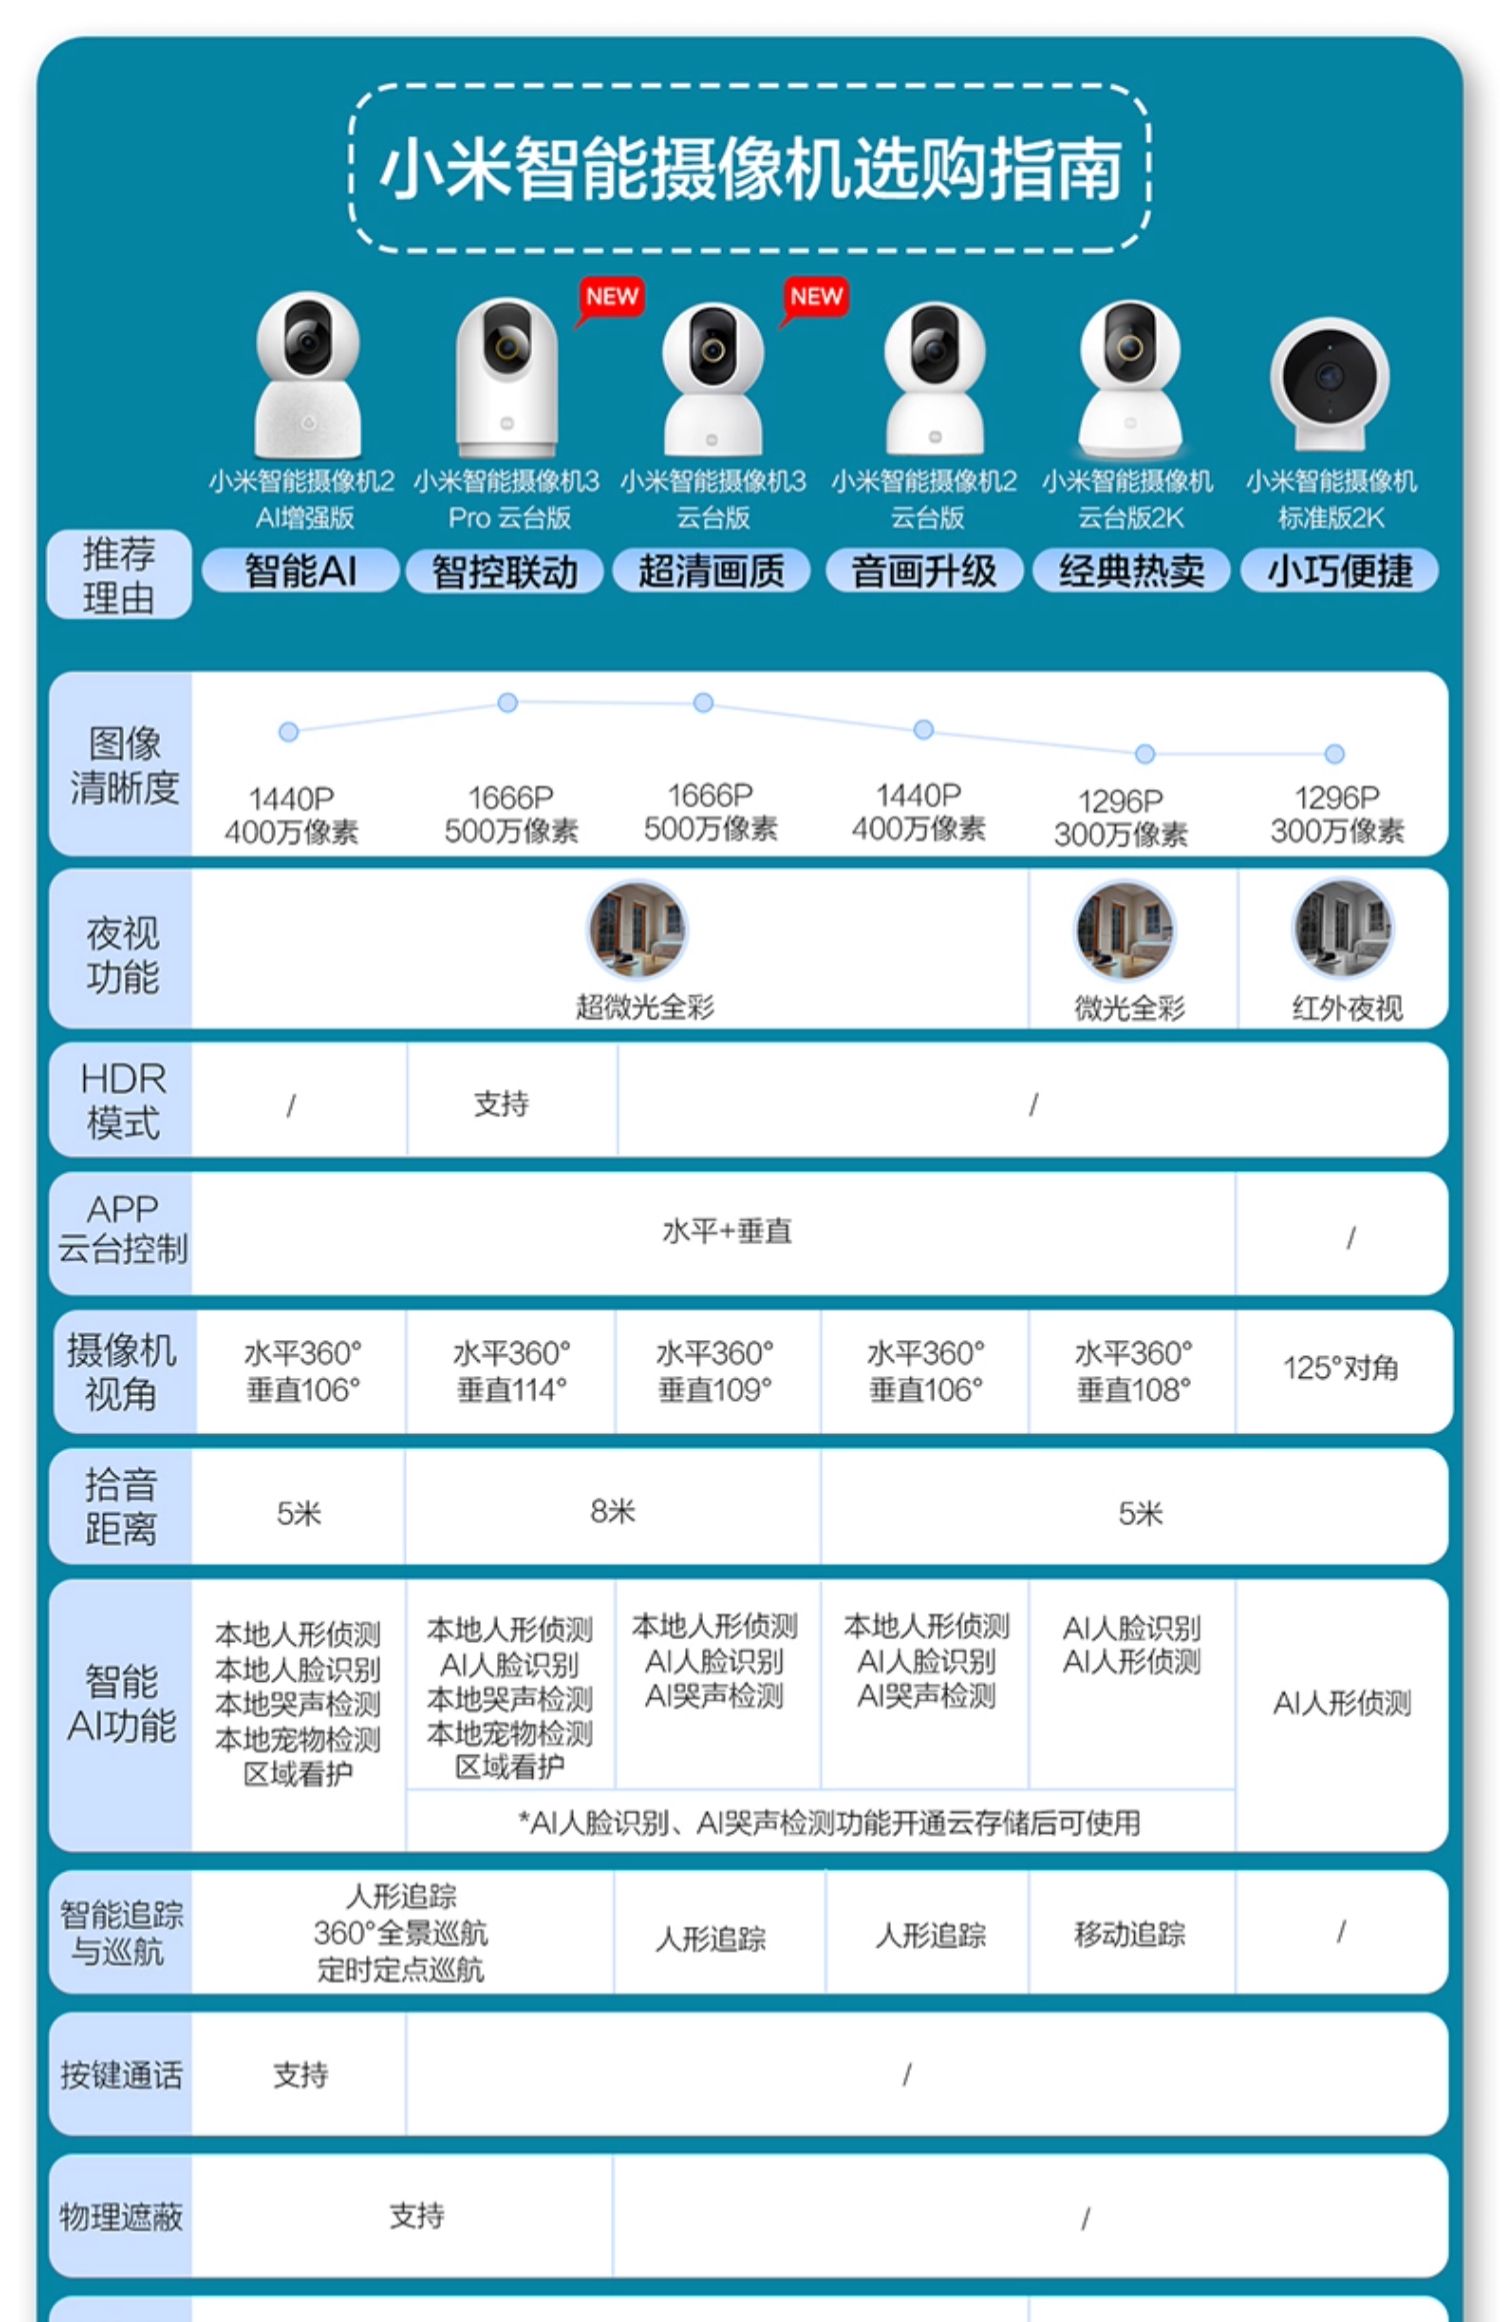 小米智能摄像机选购指南
NEW
NEW
小米智能摄像机2
AI增强版
小米智能摄像机3
Pro 云台版
小米智能摄像机3
云台版
小米智能摄像机2
云台版
小米智能摄像机
云台版2K
小米智能摄像机
标准版2K
推荐
理由
智能AI
智控联动
超清画质
音画升级
经典热卖
小巧便捷
图像
清晰度
1440P
400万像素
1666P
500万像素
1666P
500万像素
1440P
400万像素
1296P
300万像素
1296P
300万像素
夜视
功能
超微光全彩
微光全彩
红外夜视
HDR
模式
/
支持
/
APP
云台控制
水平+垂直
/
摄像机
视角
水平360°
垂直106°
水平360°
垂直114°
水平360°
垂直109°
水平360°
垂直106°
水平360°
垂直108°
125°对角
拾音
距离
5米
8米
5米
智能
AI功能
本地人形侦测
本地人脸识别
本地哭声检测
本地宠物检测
区域看护
本地人形侦测
AI人脸识别
本地哭声检测
本地宠物检测
区域看护
本地人形侦测
AI人脸识别
AI哭声检测
本地人形侦测
AI人脸识别
AI哭声检测
AI人脸识别
AI人形侦测
AI人形侦测
*AI人脸识别、AI哭声检测功能开通云存储后可使用
智能追踪
与巡航
人形追踪
360°全景巡航
定时定点巡航
人形追踪
人形追踪
移动追踪
/
按键通话
支持
/
物理遮蔽
支持
/